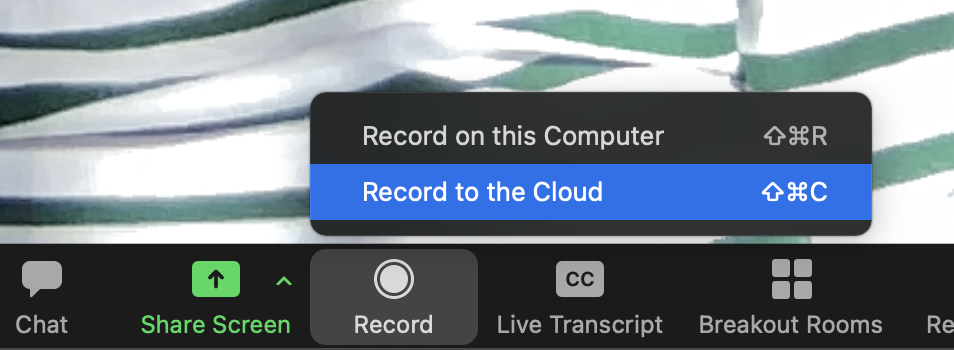 Record on this Computer ⇧⌘R
Record to the Cloud ⇧⌘C
CC
Chat Share Screen Record Live Transcript Breakout Rooms Re